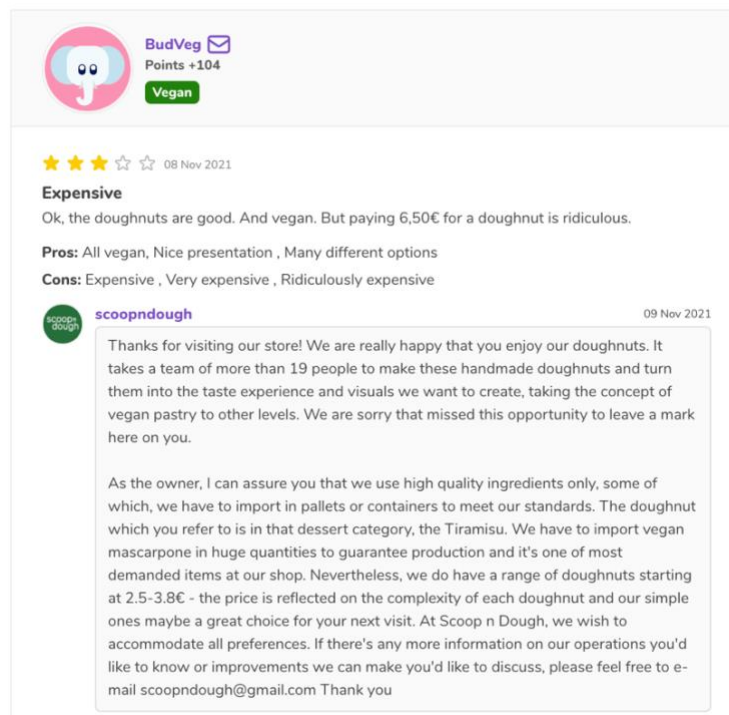 BudVeg
Points +104
Vegan
08 Nov 2021
Expensive
Ok, the doughnuts are good. And vegan. But paying 6,50€ for a doughnut is ridiculous.
Pros: All vegan, Nice presentation , Many different options
Cons: Expensive , Very expensive , Ridiculously expensive
scoopn
dough
scoopndough
09 Nov 2021
Thanks for visiting our store! We are really happy that you enjoy our doughnuts. It
takes a team of more than 19 people to make these handmade doughnuts and turn
them into the taste experience and visuals we want to create, taking the concept of
vegan pastry to other levels. We are sorry that missed this opportunity to leave a mark
here on you.
As the owner, I can assure you that we use high quality ingredients only, some of
which, we have to import in pallets or containers to meet our standards. The doughnut
which you refer to is in that dessert category, the Tiramisu. We have to import vegan
mascarpone in huge quantities to guarantee production and it's one of most
demanded items at our shop. Nevertheless, we do have a range of doughnuts starting
at 2.5-3.8€ - the price is reflected on the complexity of each doughnut and our simple
ones maybe a great choice for your next visit. At Scoop n Dough, we wish to
accommodate all preferences. If there's any more information on our operations you'd
like to know or improvements we can make you'd like to discuss, please feel free to e-
mail scoopndough@gmail.com Thank you